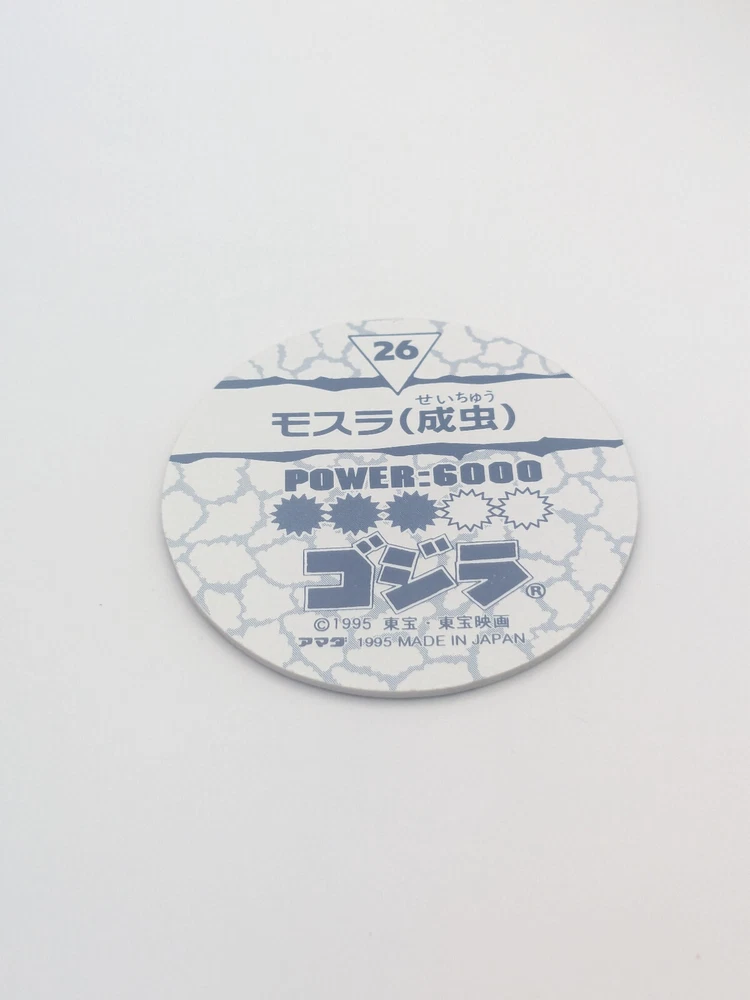 26
せいちゅう
モスラ(成虫)
POWER:6000
ゴジラ®
©1995 東宝・東宝映画
アマダ 1995 MADE IN JAPAN